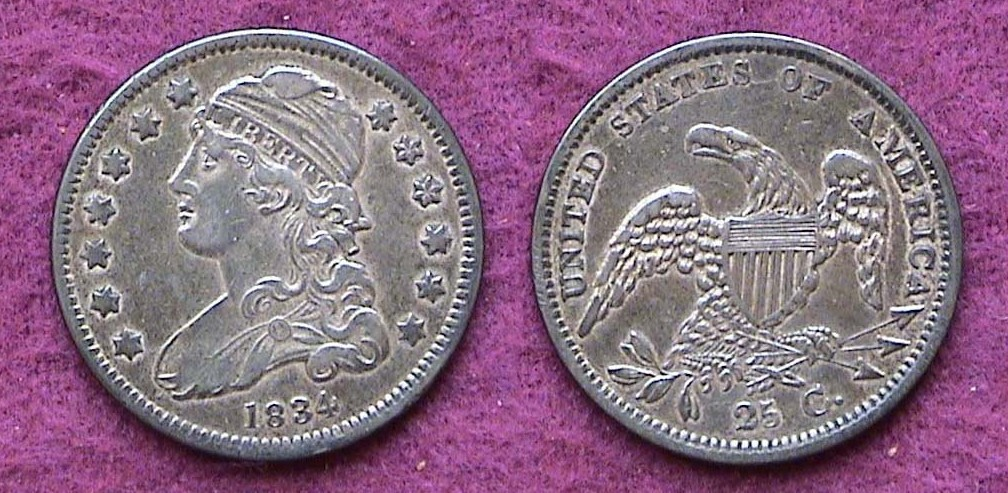 LIBERTY
1834
UNITED STATES OF AMERICA
25 C.